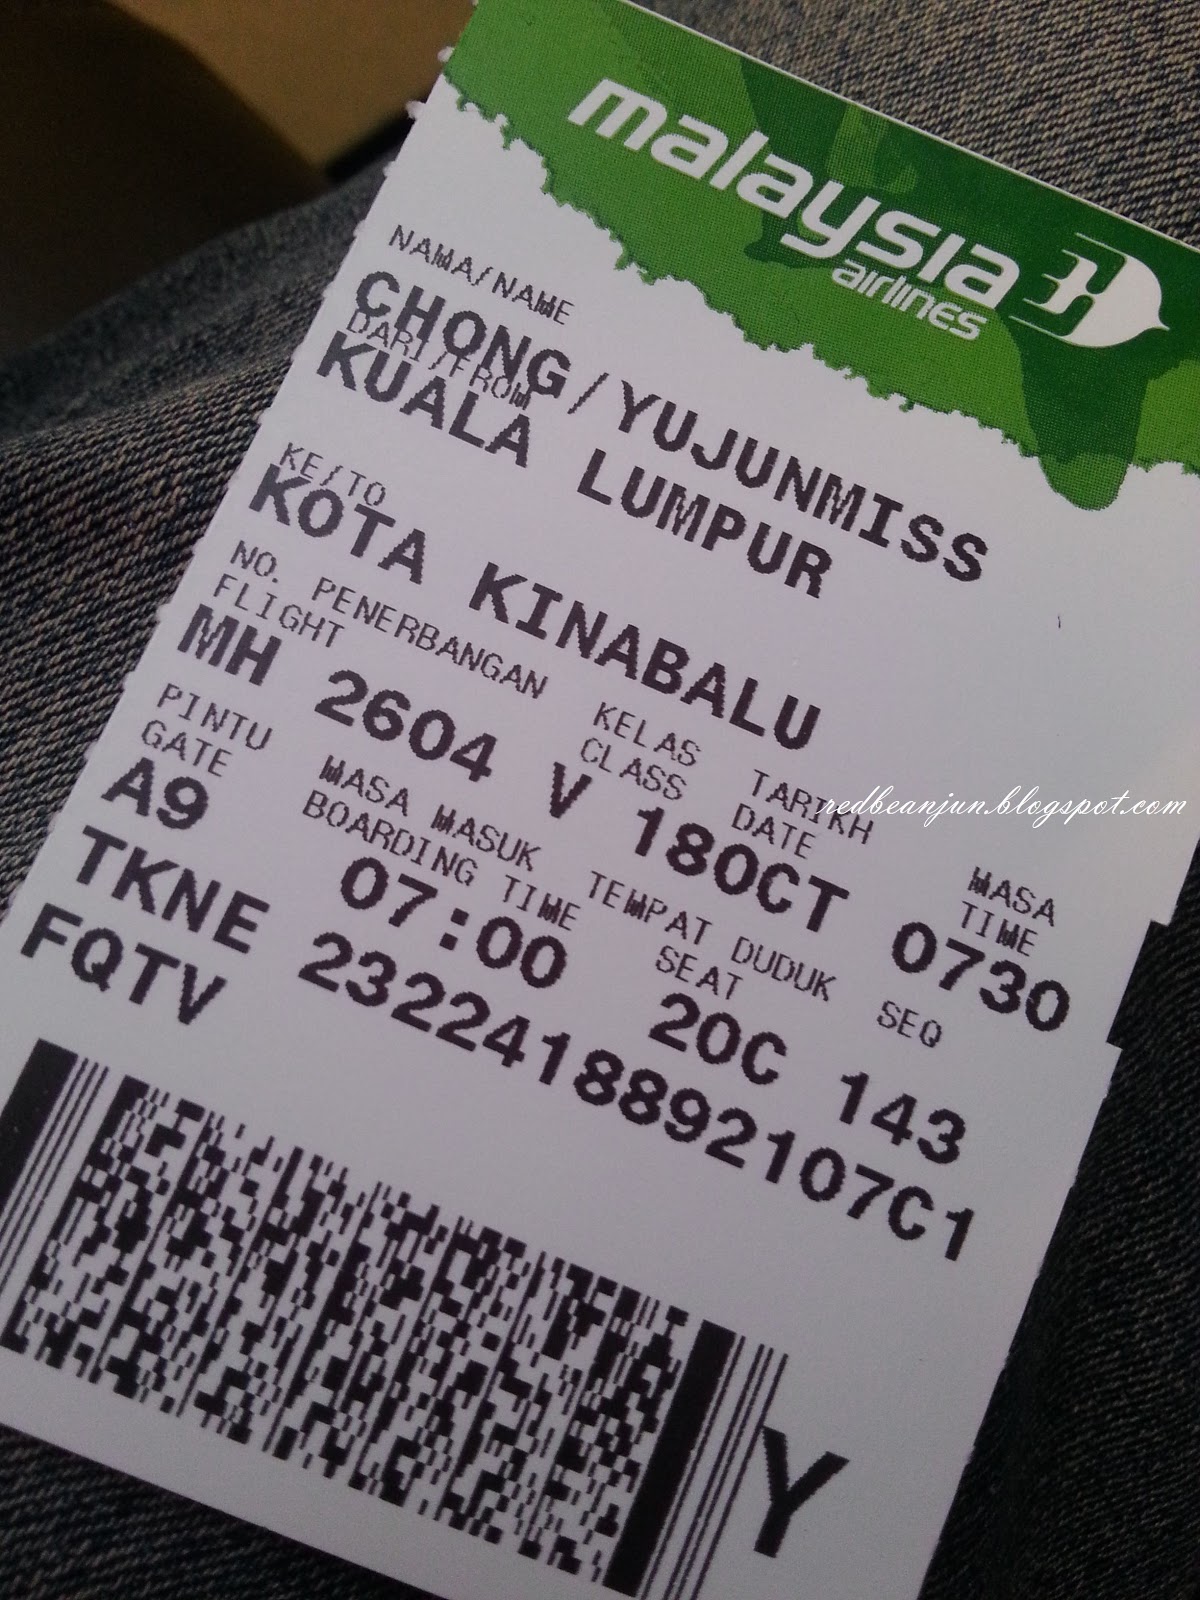 malaysia
airlines
NAMA/NAME
CHONG/YUJUNMISS
DARI/FROM
KUALA LUMPUR
KE/TO
KOTA KINABALU
NO. PENERBANGAN KELAS TARIKH MASA
FLIGHT CLASS DATE TIME
MH 2604 V 18OCT 0730
PINTU MASA MASUK TEMPAT DUDUK SEQ
GATE BOARDING TIME SEAT
A9 07:00 20C 143
TKNE 2322418892107C1
FQTV
Y
redbeanjun.blogspot.com